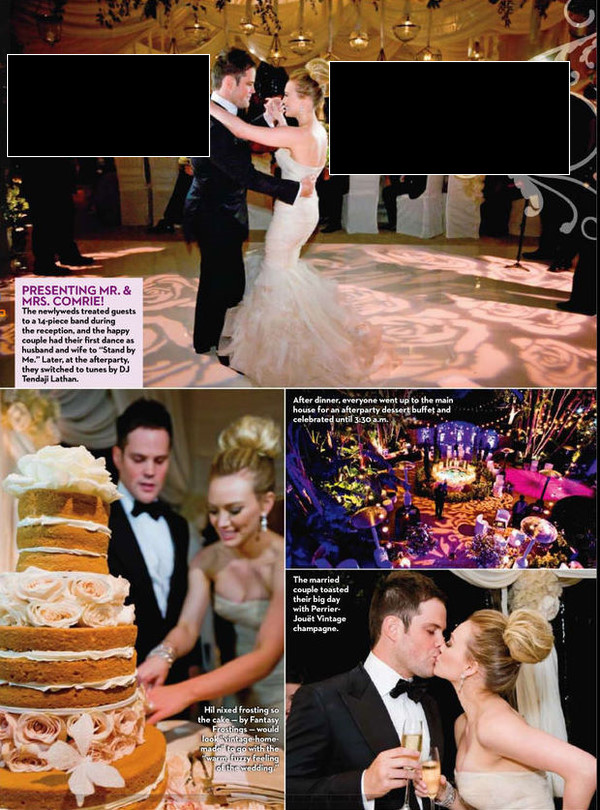 PRESENTING MR. &
MRS. COMRIE!
The newlyweds treated guests
to a 14-piece band during
the reception, and the happy
couple had their first dance as
husband and wife to “Stand by
Me.” Later, at the afterparty,
they switched to tunes by DJ
Tendaji Lathan.
After dinner, everyone went up to the main
house for an afterparty dessert buffet and
celebrated until 3:30 a.m.
The married
couple toasted
their big day
with Perrier-
Jouët Vintage
champagne.
Hil nixed frosting so
the cake — by Fantasy
Frostings — would
look “vintage home-
made” to go with the
“warm, fuzzy feeling
of the wedding.”